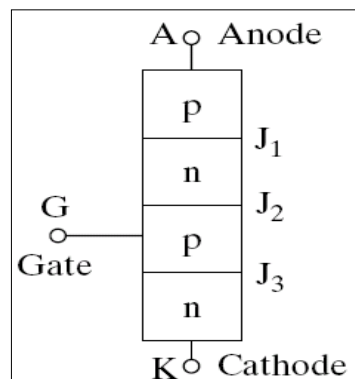 A Anode
p
J₁
n
J₂
G
p
Gate
J₃
n
K Cathode